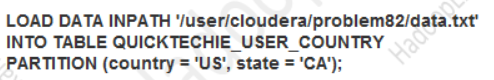 LOAD DATA INPATH '/user/cloudera/problem82/data.txt'
INTO TABLE QUICKTECHIE_USER_COUNTRY
PARTITION (country = 'US', state = 'CA');